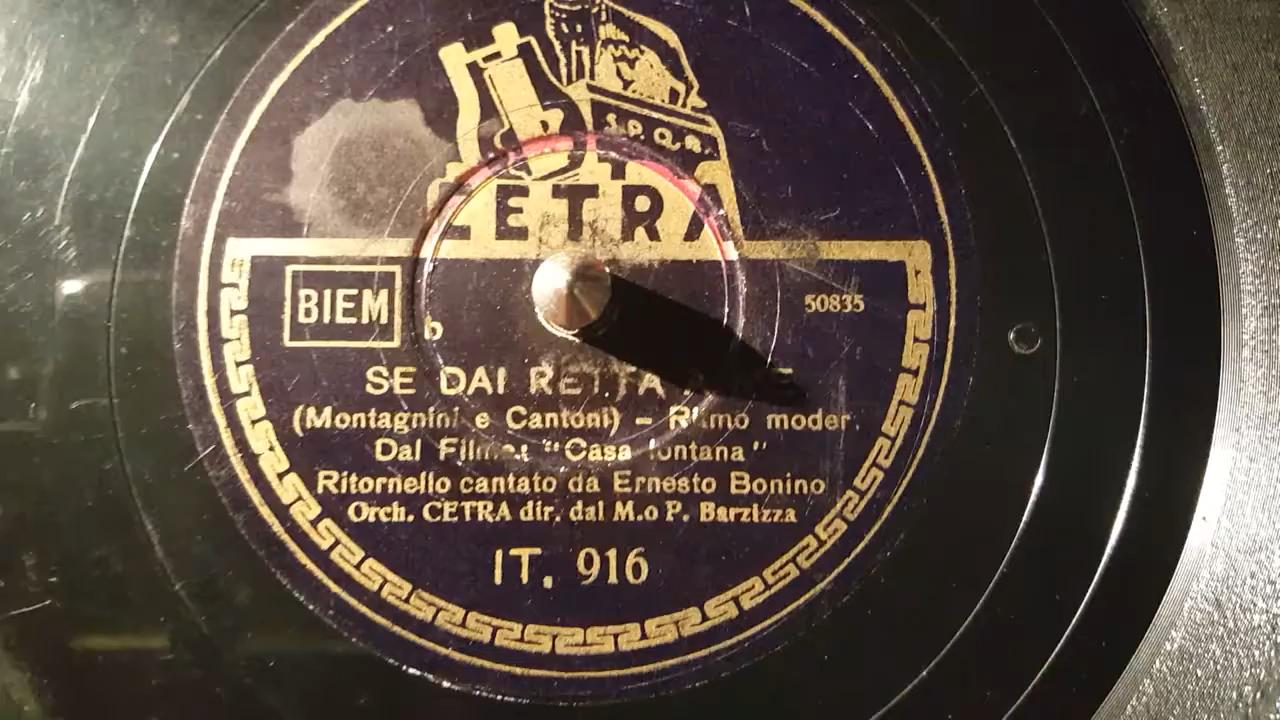 S.P.Q.R.
CETRA
BIEM
50835
b
SE DAI RETTA
(Montagnini e Cantoni) – Ritmo moder.
Dal Film: "Casa lontana"
Ritornello cantato da Ernesto Bonino
Orch. CETRA dir. dal M.o P. Barzizza
IT. 916